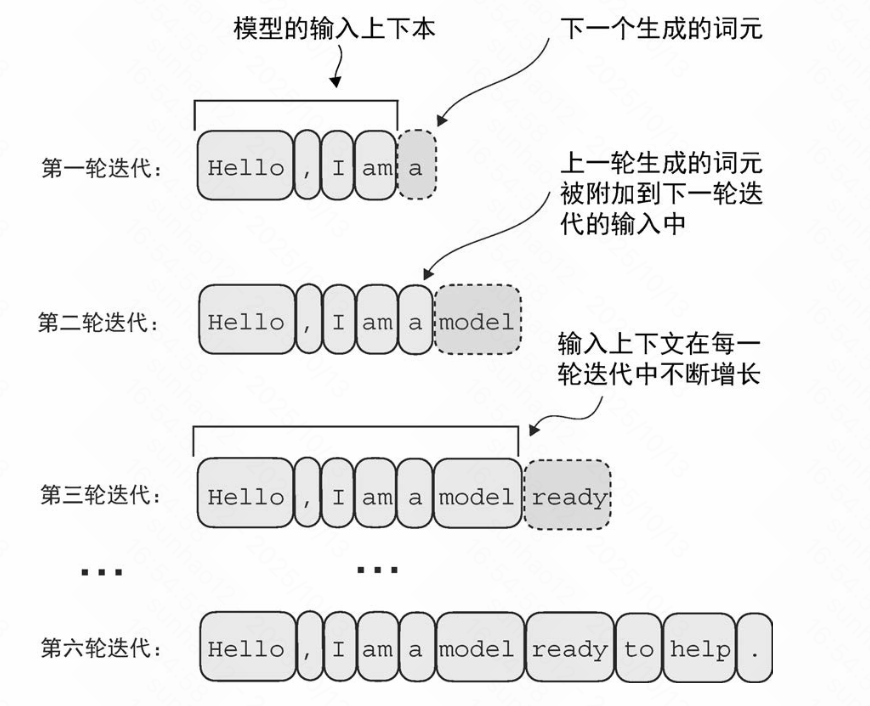 模型的输入上下本
下一个生成的词元
第一轮迭代： Hello , I am a
上一轮生成的词元
被附加到下一轮迭
代的输入中
第二轮迭代： Hello , I am a model
输入上下文在每一
轮迭代中不断增长
第三轮迭代： Hello , I am a model ready
... ...
第六轮迭代： Hello , I am a model ready to help .